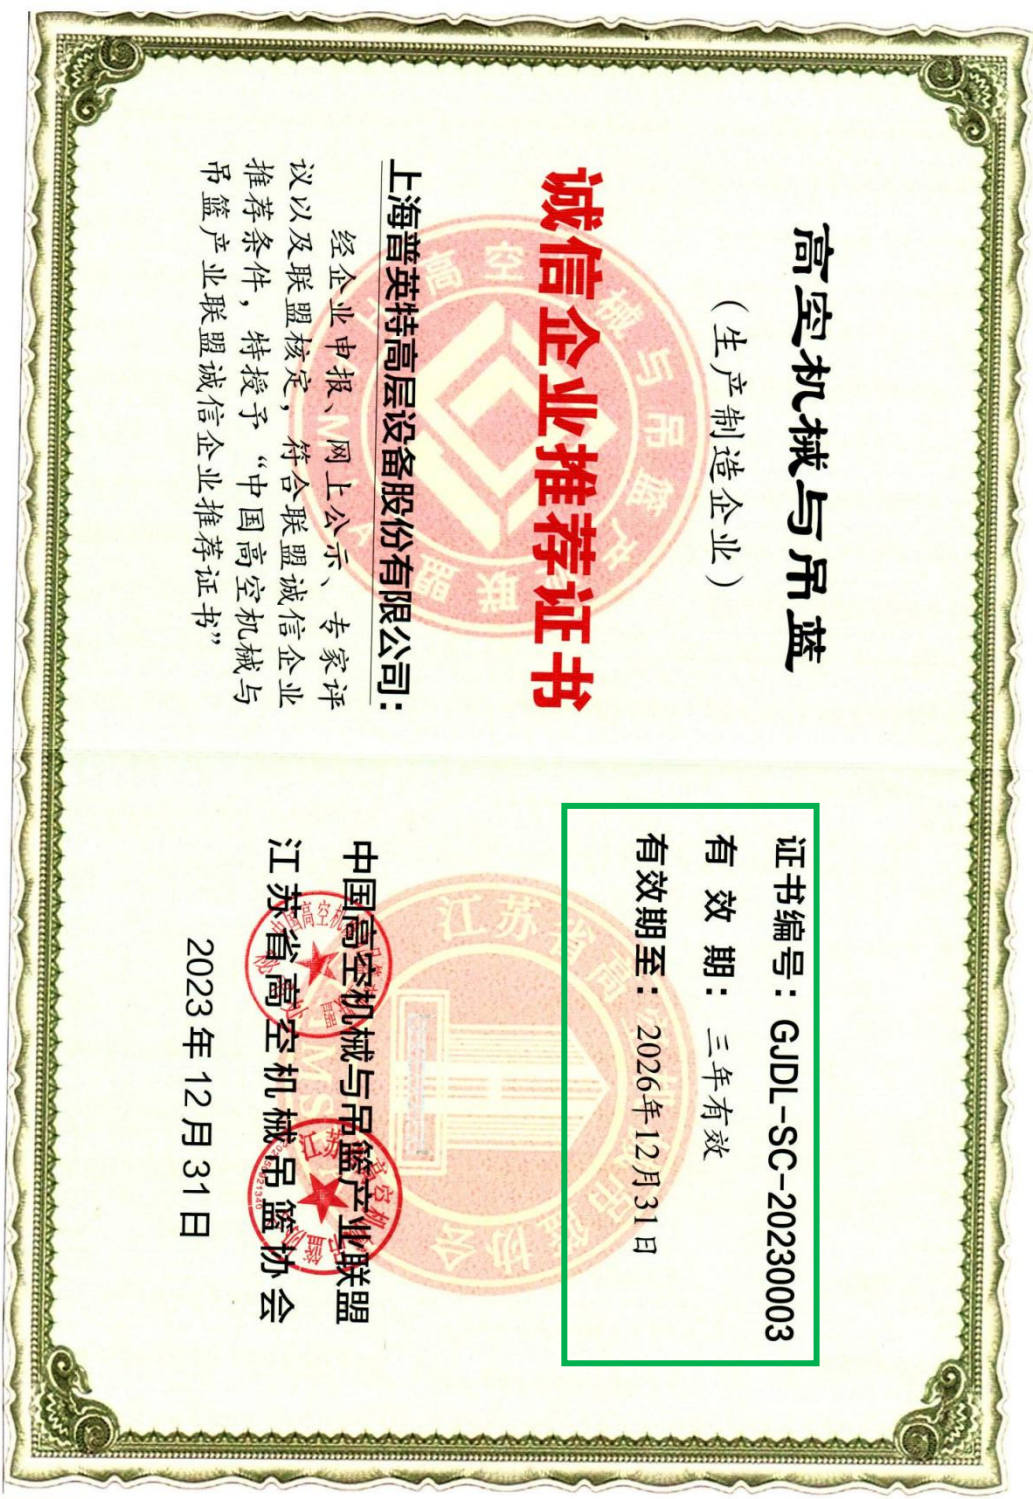 高空机械与吊蓝
（生产制造企业）
诚信企业推荐证书
上海普英特高层设备股份有限公司：
经企业申报、网上公示、专家评
议以及联盟核定，符合联盟诚信企业
推荐条件，特授予“中国高空机械与
吊篮产业联盟诚信企业推荐证书”
证书编号：GJDL-SC-20230003
有 效 期： 三年有效
有效期至： 2026年12月31日
中国高空机械与吊篮产业联盟
江苏省高空机械吊篮协会
2023年12月31日